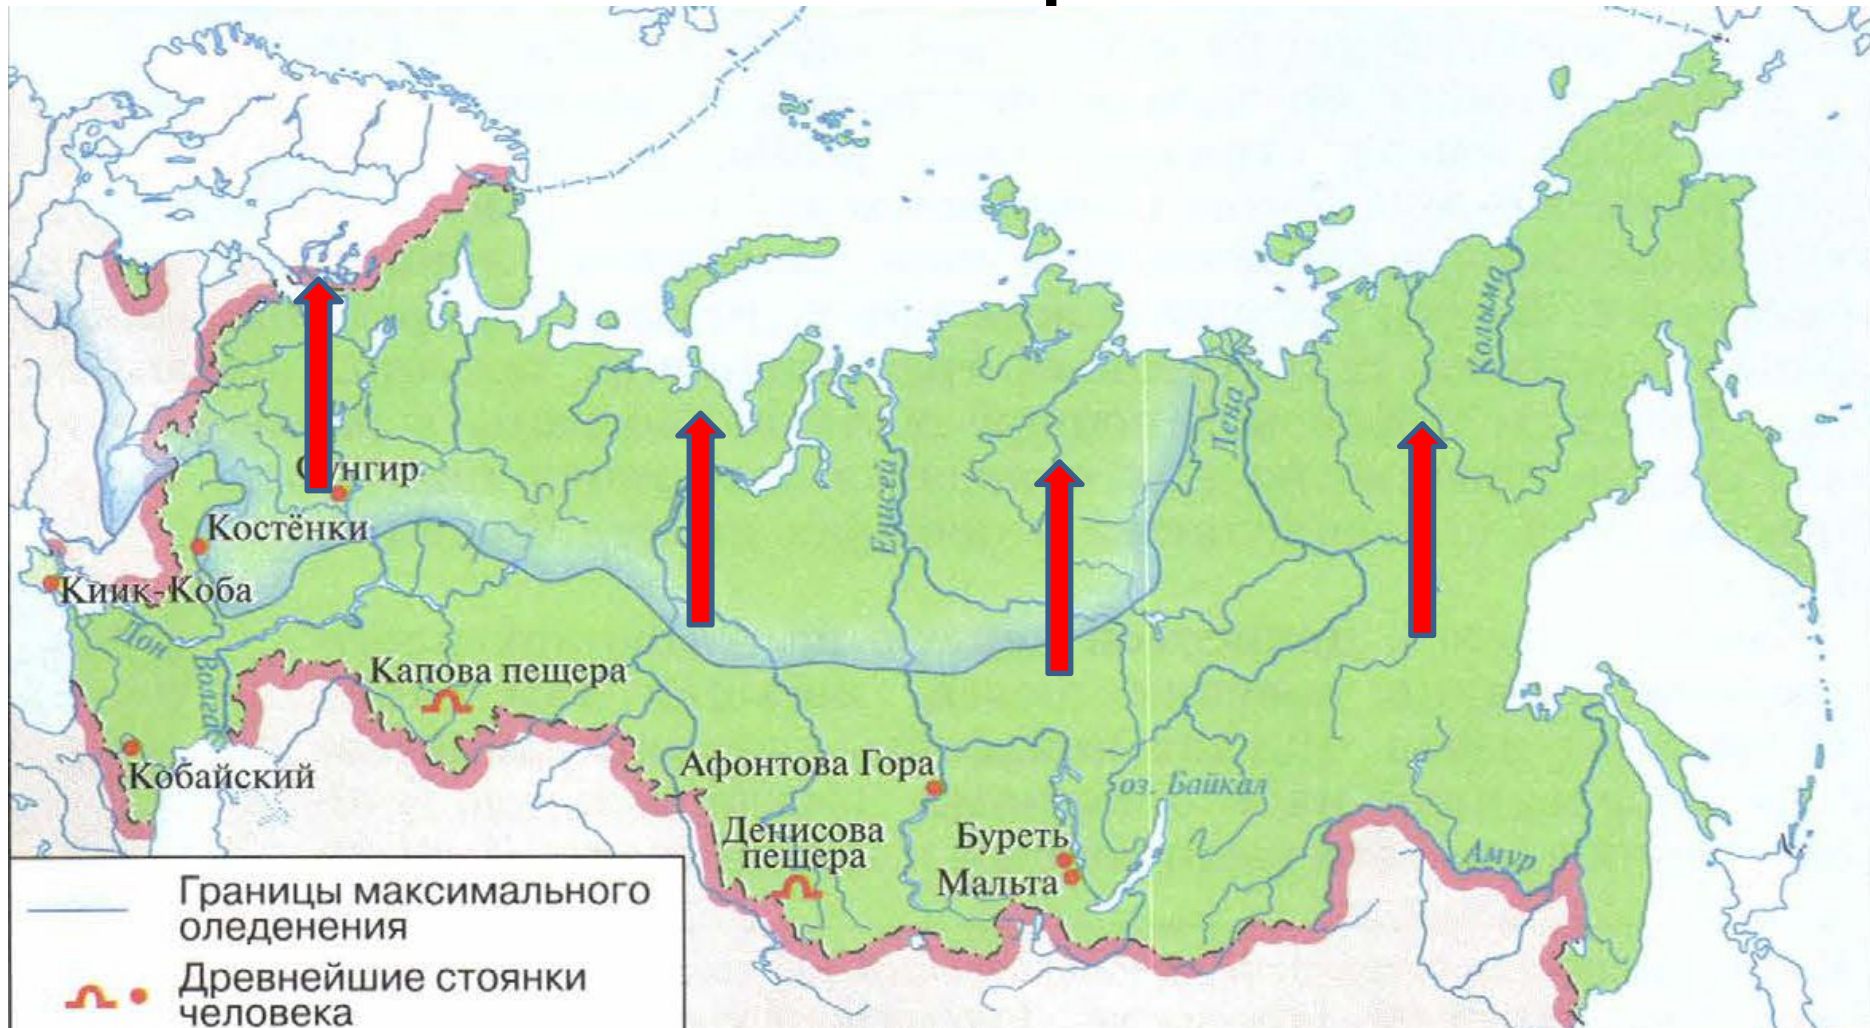 Колыма
Лена
Сунгир
Енисей
Костёнки
Киик-Коба
Дон
Волга
Капова пещера
Афонтова Гора
оз. Байкал
Кобайский
Денисова
пещера
Буреть
Мальта
Амур
Границы максимального
оледенения
Древнейшие стоянки
человека